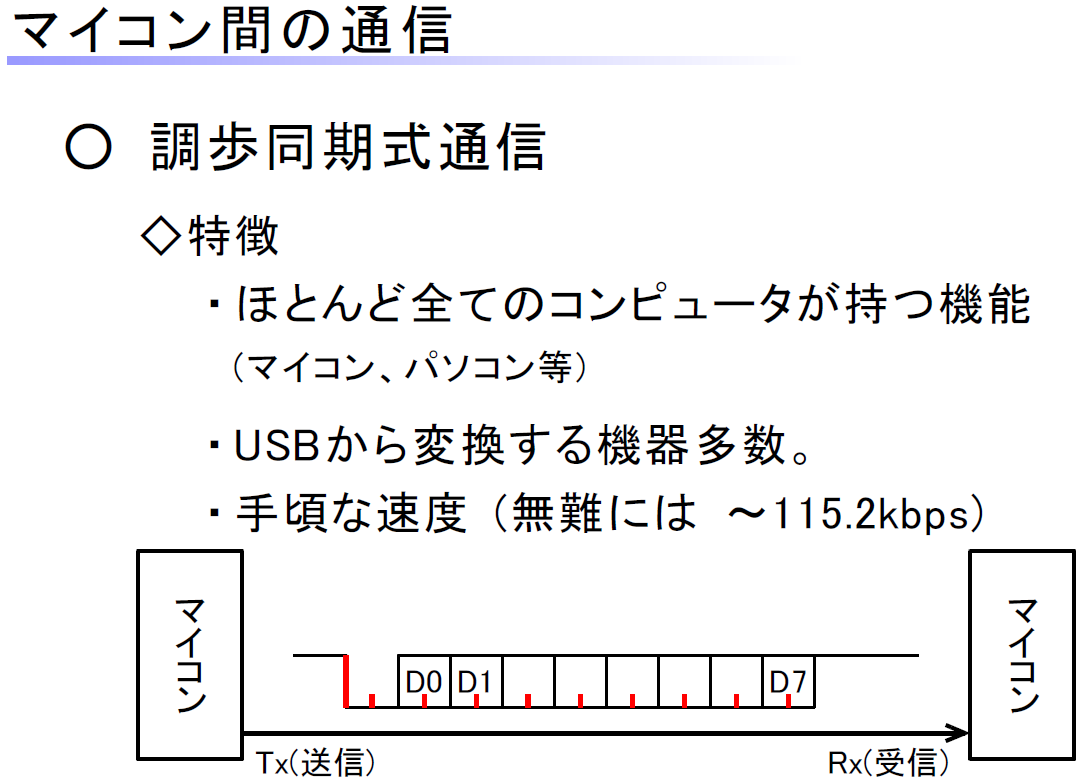 マイコン間の通信
○ 調歩同期式通信
◇特徴
・ほとんど全てのコンピュータが持つ機能
(マイコン、パソコン等)
・USBから変換する機器多数。
・手頃な速度 (無難には ～115.2kbps)
マイコン
D0 D1 D7
マイコン
Tx(送信)
Rx(受信)